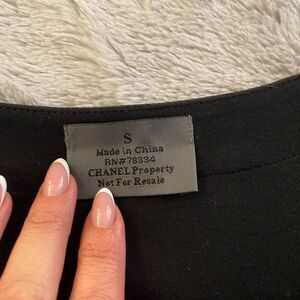 S
Made in China
RN#78334
CHANEL Property
Not For Resale